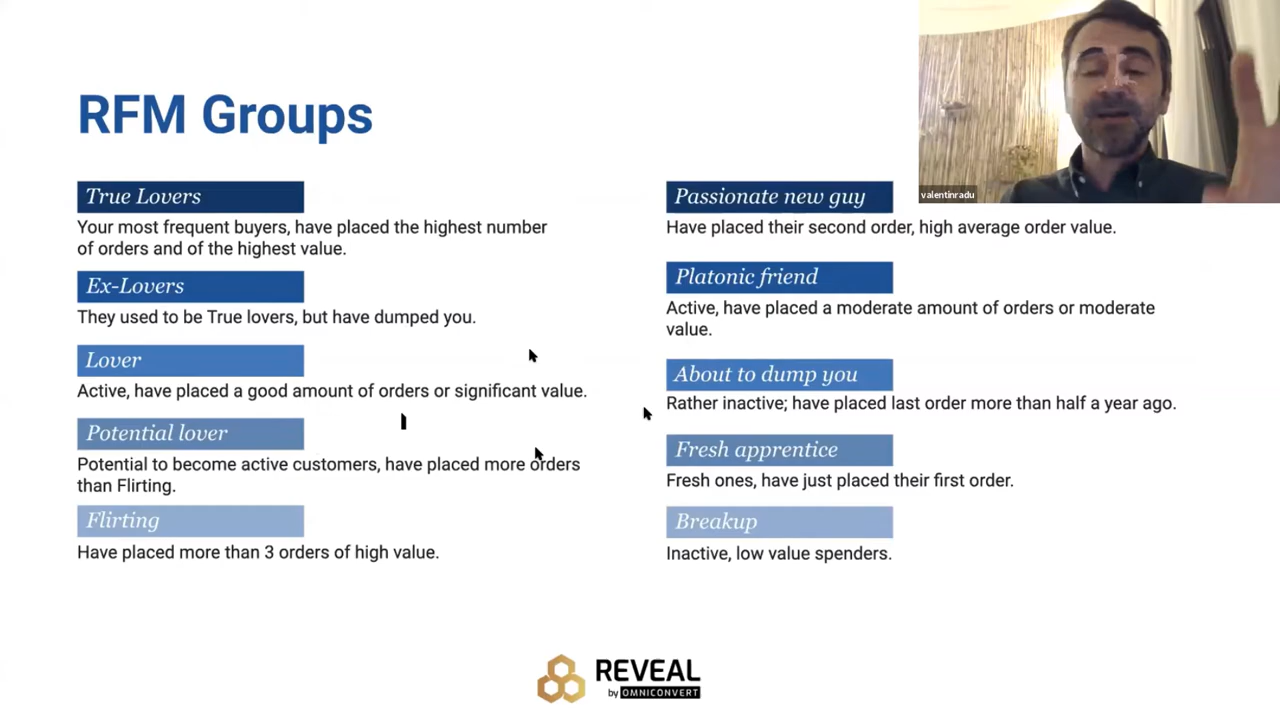 RFM Groups
True Lovers
Your most frequent buyers, have placed the highest number
of orders and of the highest value.
Ex-Lovers
They used to be True lovers, but have dumped you.
Lover
Active, have placed a good amount of orders or significant value.
Potential lover
Potential to become active customers, have placed more orders
than Flirting.
Flirting
Have placed more than 3 orders of high value.
Passionate new guy
Have placed their second order, high average order value.
Platonic friend
Active, have placed a moderate amount of orders or moderate
value.
About to dump you
Rather inactive; have placed last order more than half a year ago.
Fresh apprentice
Fresh ones, have just placed their first order.
Breakup
Inactive, low value spenders.
valentinradu
REVEAL
by OMNICONVERT